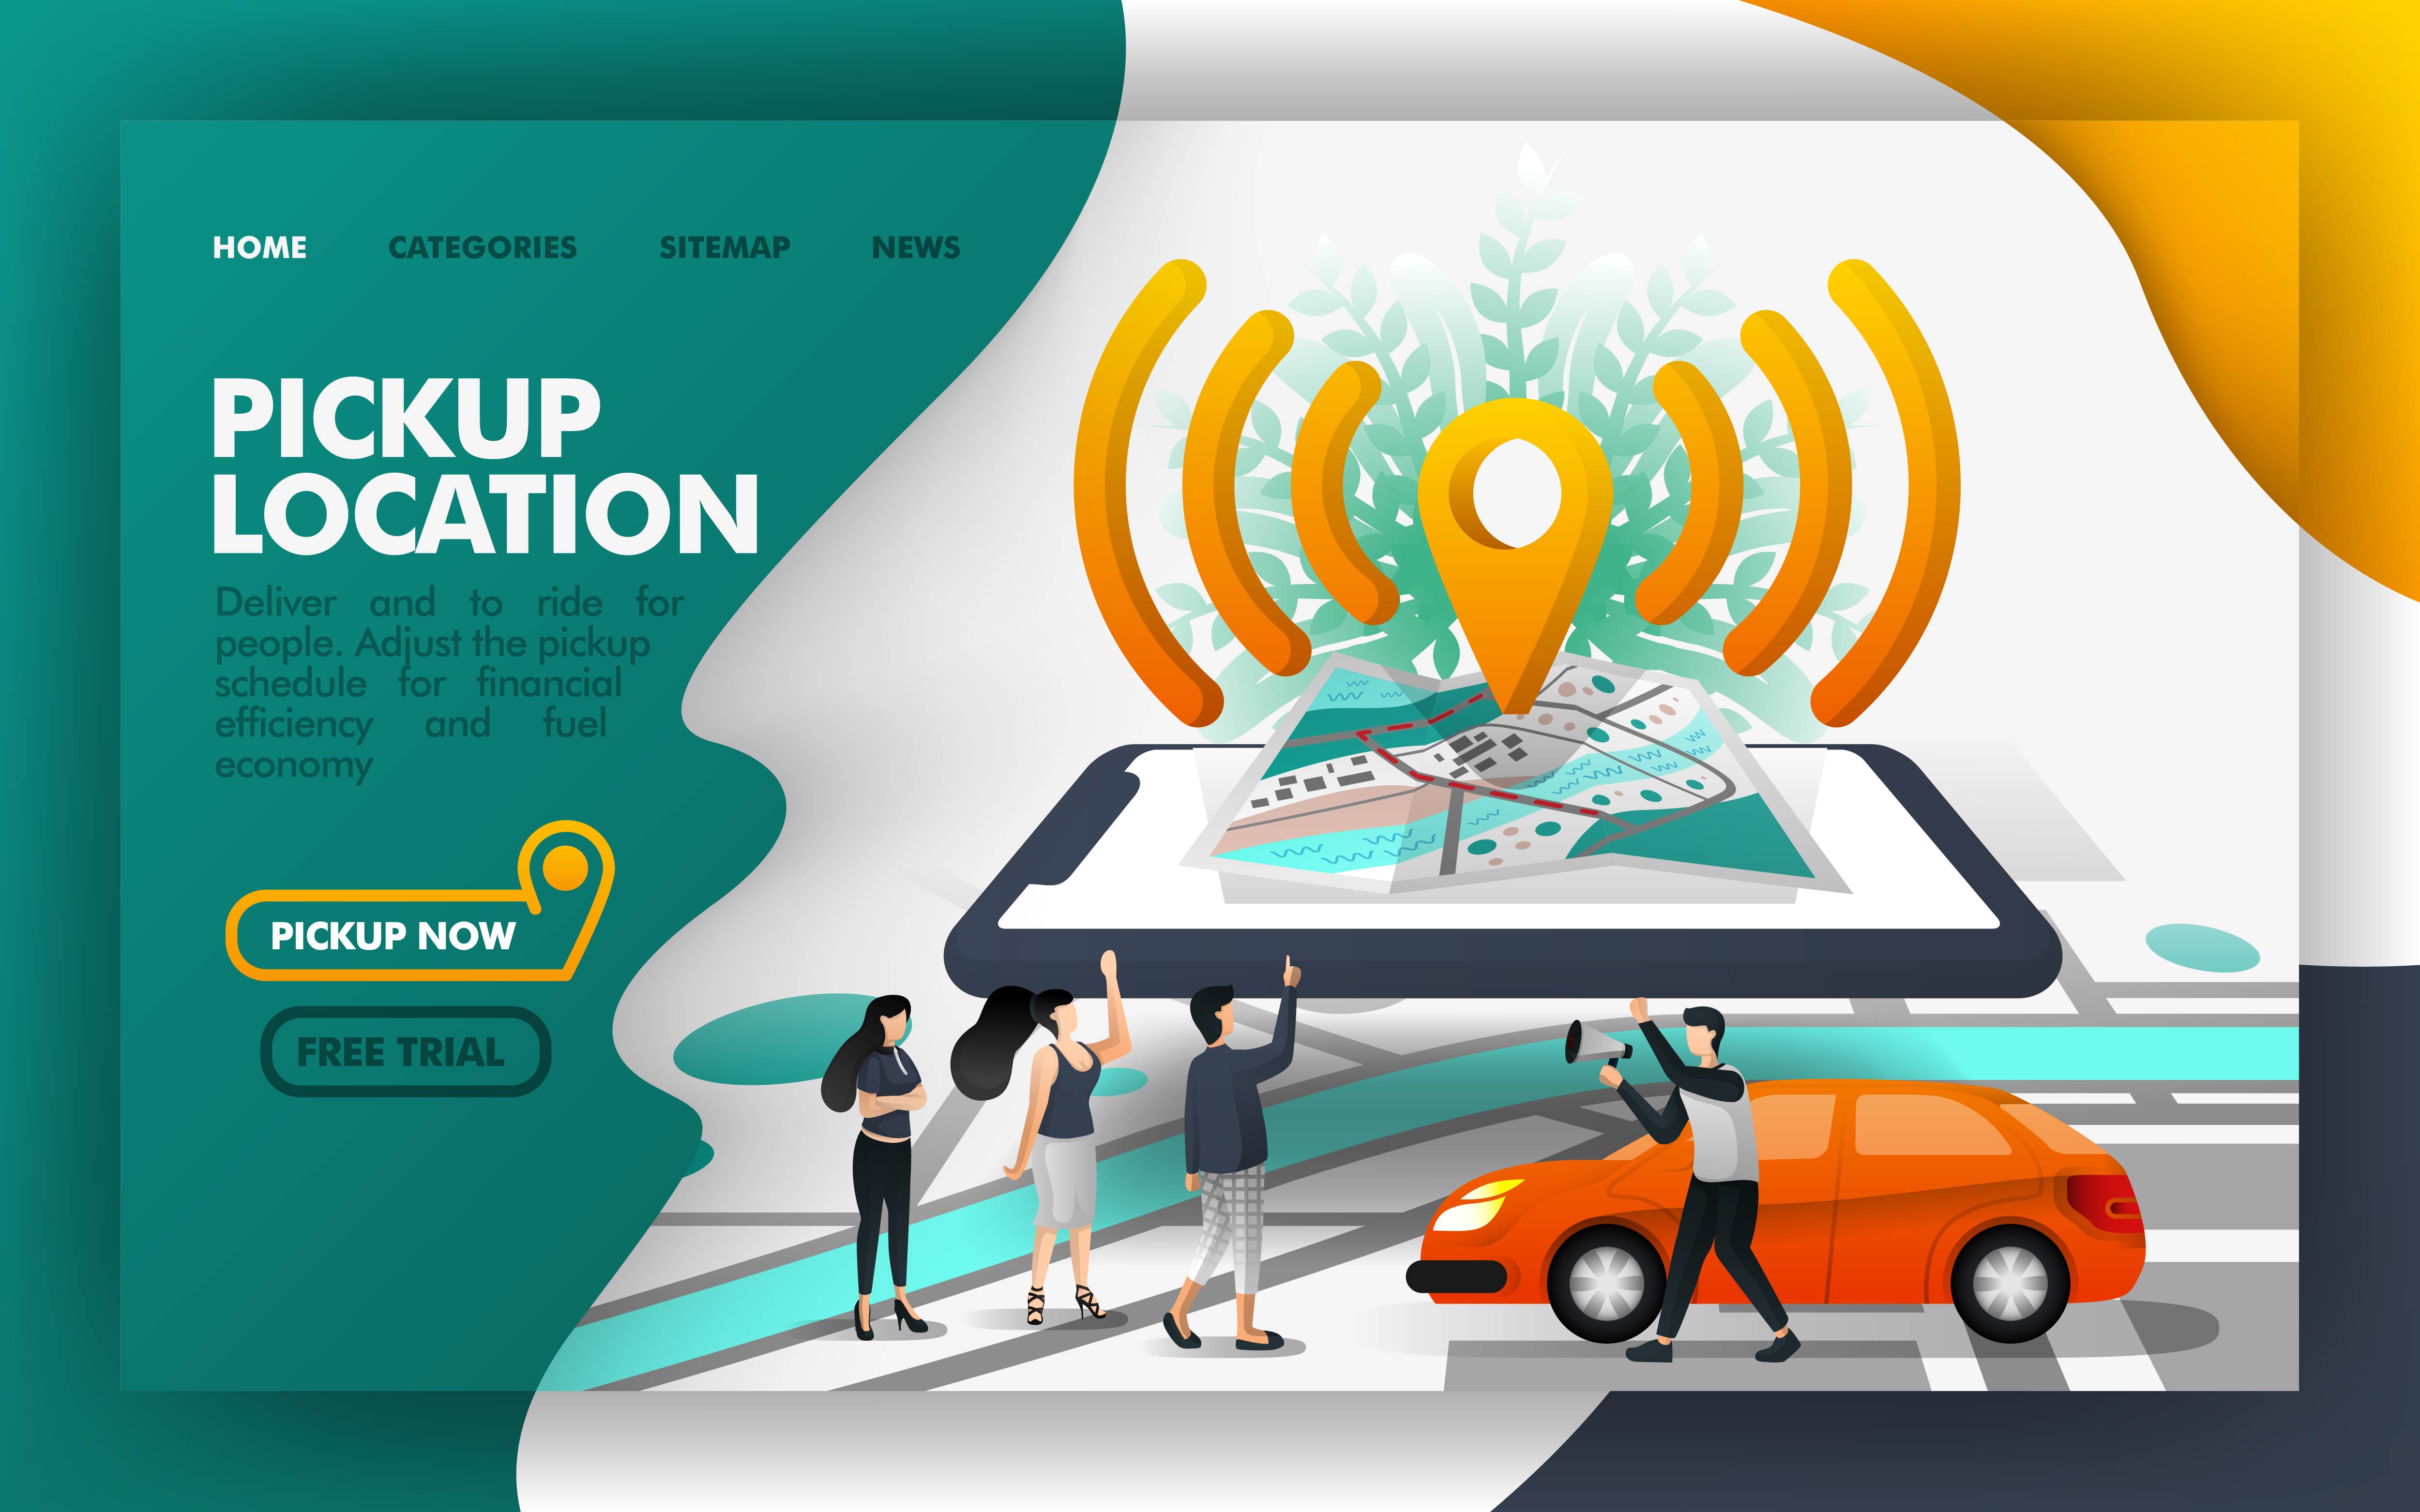 HOME CATEGORIES SITEMAP NEWS
PICKUP
LOCATION
Deliver and to ride for
people. Adjust the pickup
schedule for financial
efficiency and fuel
economy
PICKUP NOW
FREE TRIAL